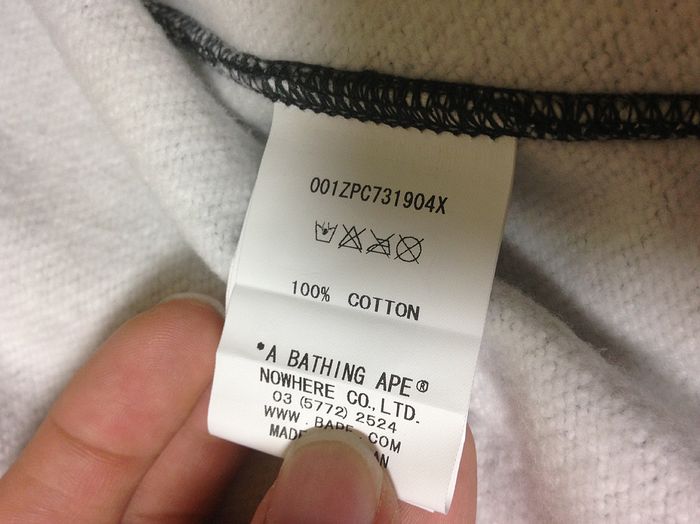 001ZPC731904X
100% COTTON
*A BATHING APE®
NOWHERE CO., LTD.
03 (5772) 2524
WWW.BAPE.COM